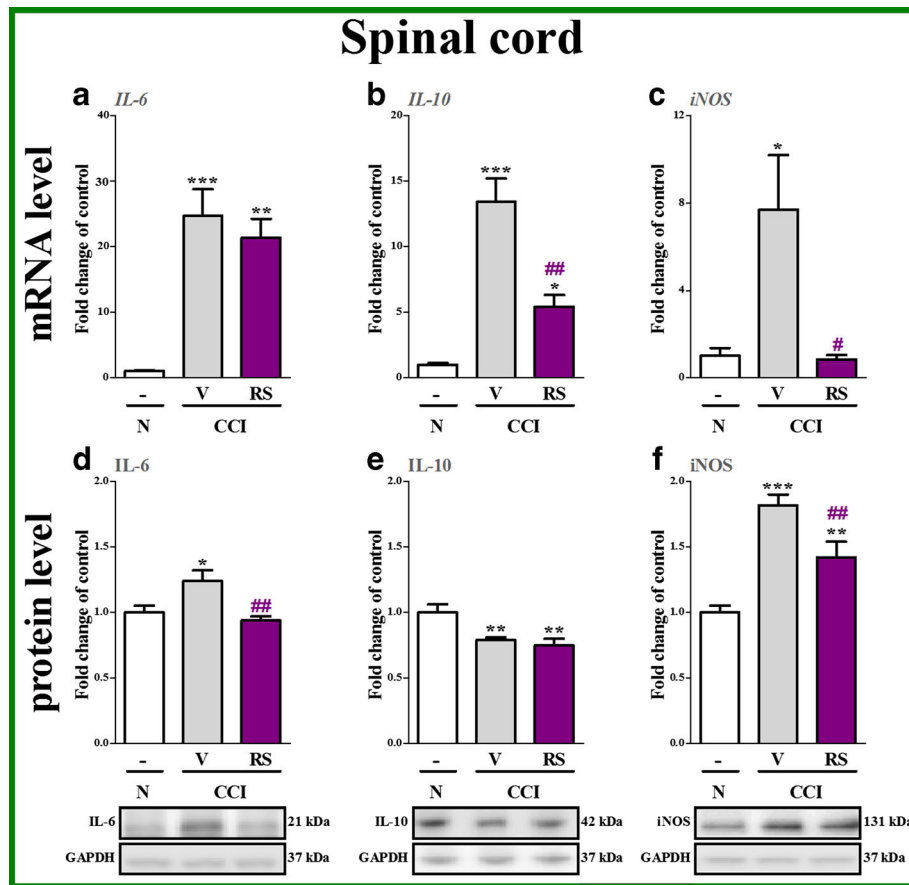 Spinal cord
mRNA level
a IL-6
Fold change of control
40
30
20
10
0
***
**
- V RS
N CCI
b IL-10
Fold change of control
20
15
10
5
0
***
##
*
- V RS
N CCI
c iNOS
Fold change of control
12
8
4
0
*
#
- V RS
N CCI
protein level
d IL-6
Fold change of control
2.0
1.5
1.0
0.5
0.0
*
##
- V RS
N CCI
IL-6 21 kDa
GAPDH 37 kDa
e IL-10
Fold change of control
2.0
1.5
1.0
0.5
0.0
**
**
- V RS
N CCI
IL-10 42 kDa
GAPDH 37 kDa
f iNOS
Fold change of control
2.0
1.5
1.0
0.5
0.0
***
##
**
- V RS
N CCI
iNOS 131 kDa
GAPDH 37 kDa